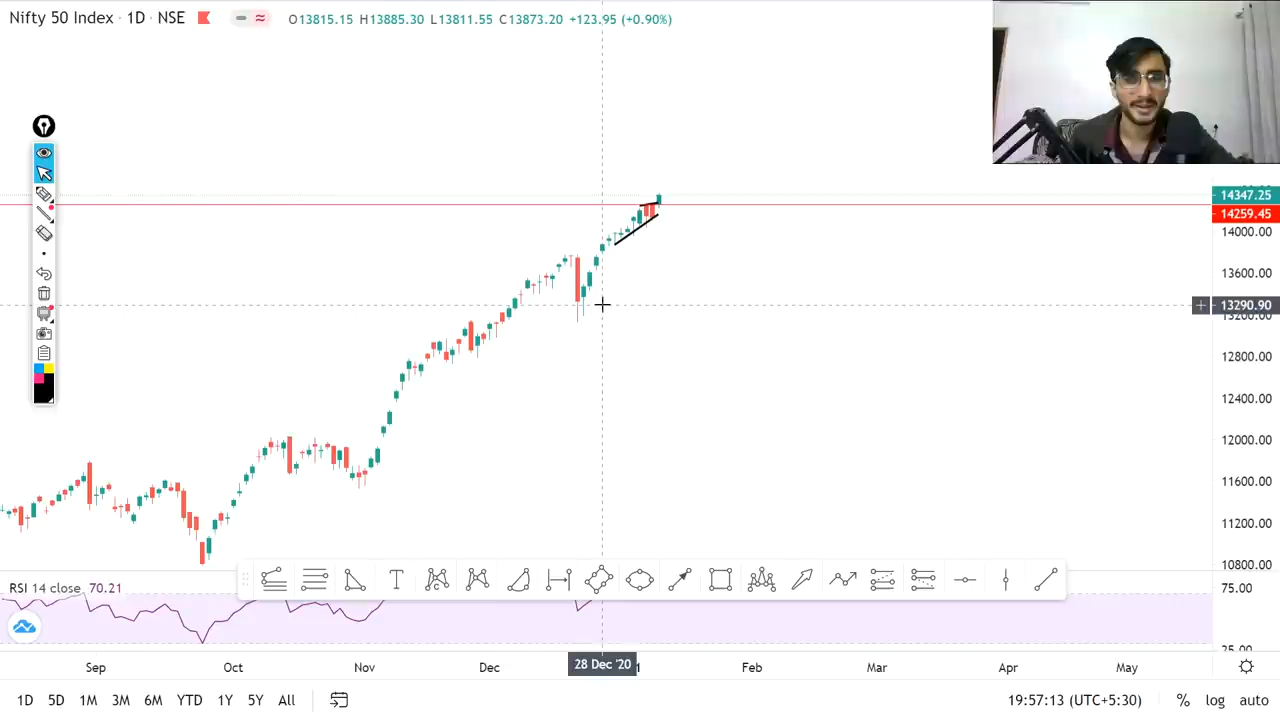 Nifty 50 Index · 1D · NSE
O13815.15 H13885.30 L13811.55 C13873.20 +123.95 (+0.90%)
14347.25
14259.45
14000.00
13600.00
13290.90
13200.00
12800.00
12400.00
12000.00
11600.00
11200.00
10800.00
RSI 14 close 70.21
75.00
25.00
Sep Oct Nov Dec 28 Dec '20 Feb Mar Apr May
1D 5D 1M 3M 6M YTD 1Y 5Y All 19:57:13 (UTC+5:30) % log auto